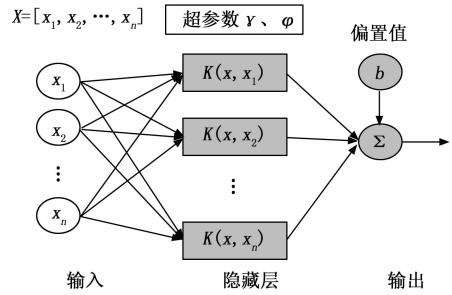 X=[x₁, x₂, ⋯, xₙ]
超参数 γ 、 φ
偏置值
x₁
K(x, x₁)
b
x₂
K(x, x₂)
Σ
⋮
⋮
xₙ
K(x, xₙ)
输入
隐藏层
输出